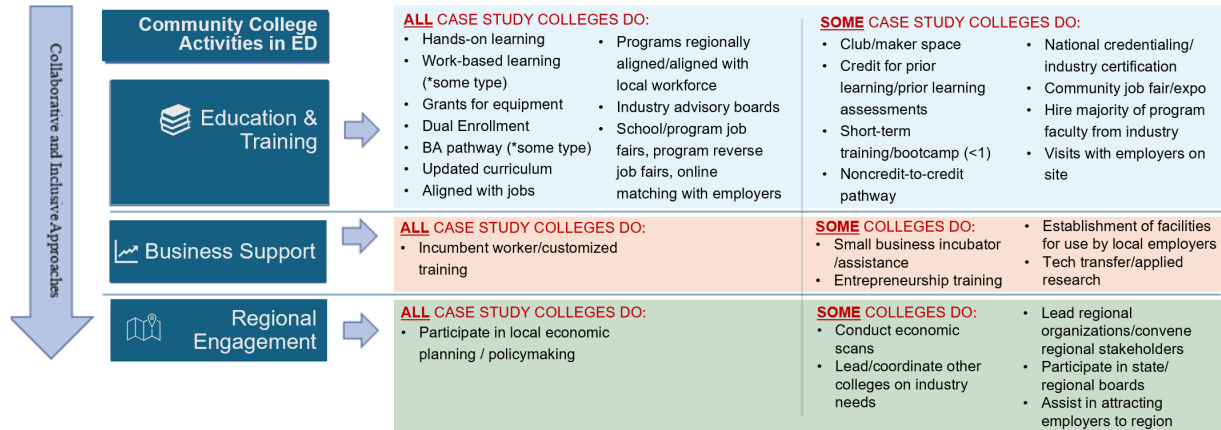 Collaborative and Inclusive Approaches
Community College
Activities in ED
Education &
Training
ALL CASE STUDY COLLEGES DO:
• Hands-on learning
• Work-based learning
(*some type)
• Grants for equipment
• Dual Enrollment
• BA pathway (*some type)
• Updated curriculum
• Aligned with jobs
• Programs regionally
aligned/aligned with
local workforce
• Industry advisory boards
• School/program job
fairs, program reverse
job fairs, online
matching with employers
SOME CASE STUDY COLLEGES DO:
• Club/maker space
• Credit for prior
learning/prior learning
assessments
• Short-term
training/bootcamp (<1)
• Noncredit-to-credit
pathway
• National credentialing/
industry certification
• Community job fair/expo
• Hire majority of program
faculty from industry
• Visits with employers on
site
Business Support
ALL CASE STUDY COLLEGES DO:
• Incumbent worker/customized
training
SOME COLLEGES DO:
• Small business incubator
/assistance
• Entrepreneurship training
• Establishment of facilities
for use by local employers
• Tech transfer/applied
research
Regional
Engagement
ALL CASE STUDY COLLEGES DO:
• Participate in local economic
planning / policymaking
SOME COLLEGES DO:
• Conduct economic
scans
• Lead/coordinate other
colleges on industry
needs
• Lead regional
organizations/convene
regional stakeholders
• Participate in state/
regional boards
• Assist in attracting
employers to region